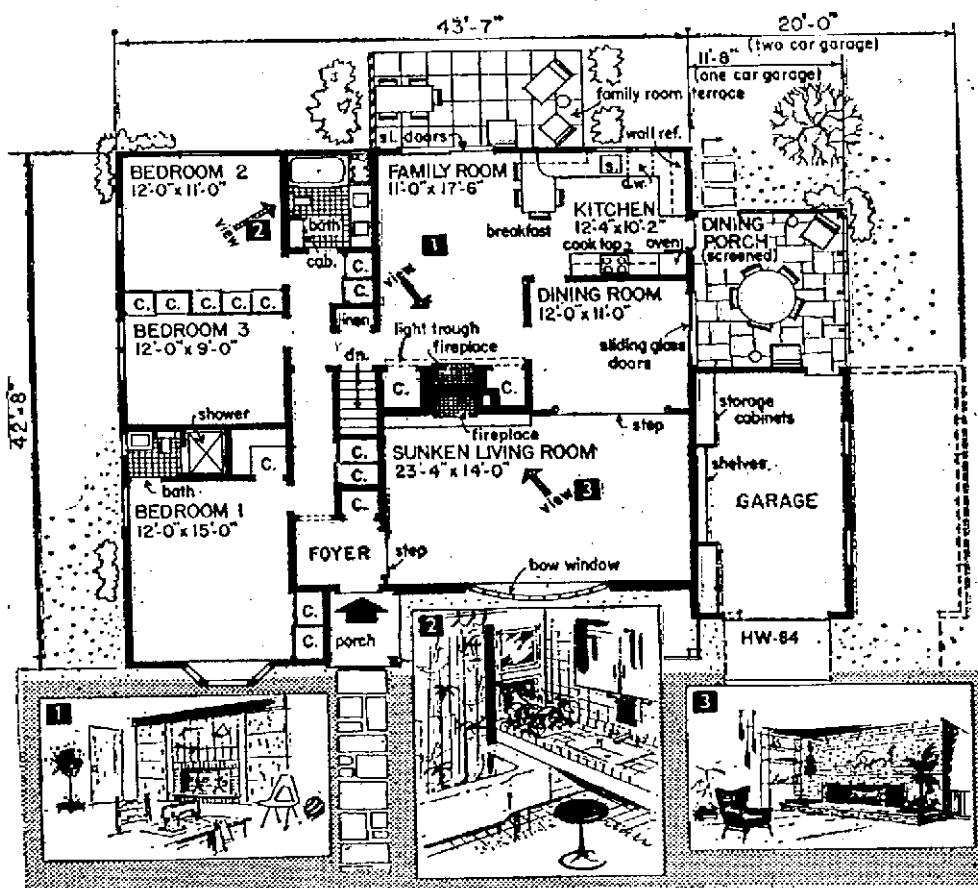 43'-7"
20'-0"
(two car garage)
11'-8"
(one car garage)
family room terrace
wall ref.
sl. doors
BEDROOM 2
12'-0" x 11'-0"
FAMILY ROOM
11'-0" x 17'-6"
S.
d.w.
view
2
bath
cab.
1
view
breakfast
KITCHEN
12'-4" x 10'-2"
cook top
oven
DINING
PORCH
(screened)
C.
C.
C. C. C. C. C.
linen
DINING ROOM
12'-0" x 11'-0"
BEDROOM 3
12'-0" x 9'-0"
dn.
light trough
fireplace
sliding glass
doors
42'-8"
C.
C.
shower
fireplace
step
storage
cabinets
C.
C.
C.
C.
SUNKEN LIVING ROOM
23'-4" x 14'-0"
shelves
bath
BEDROOM 1
12'-0" x 15'-0"
view
3
GARAGE
FOYER
step
bow window
C.
C.
porch
HW-84
1
2
3